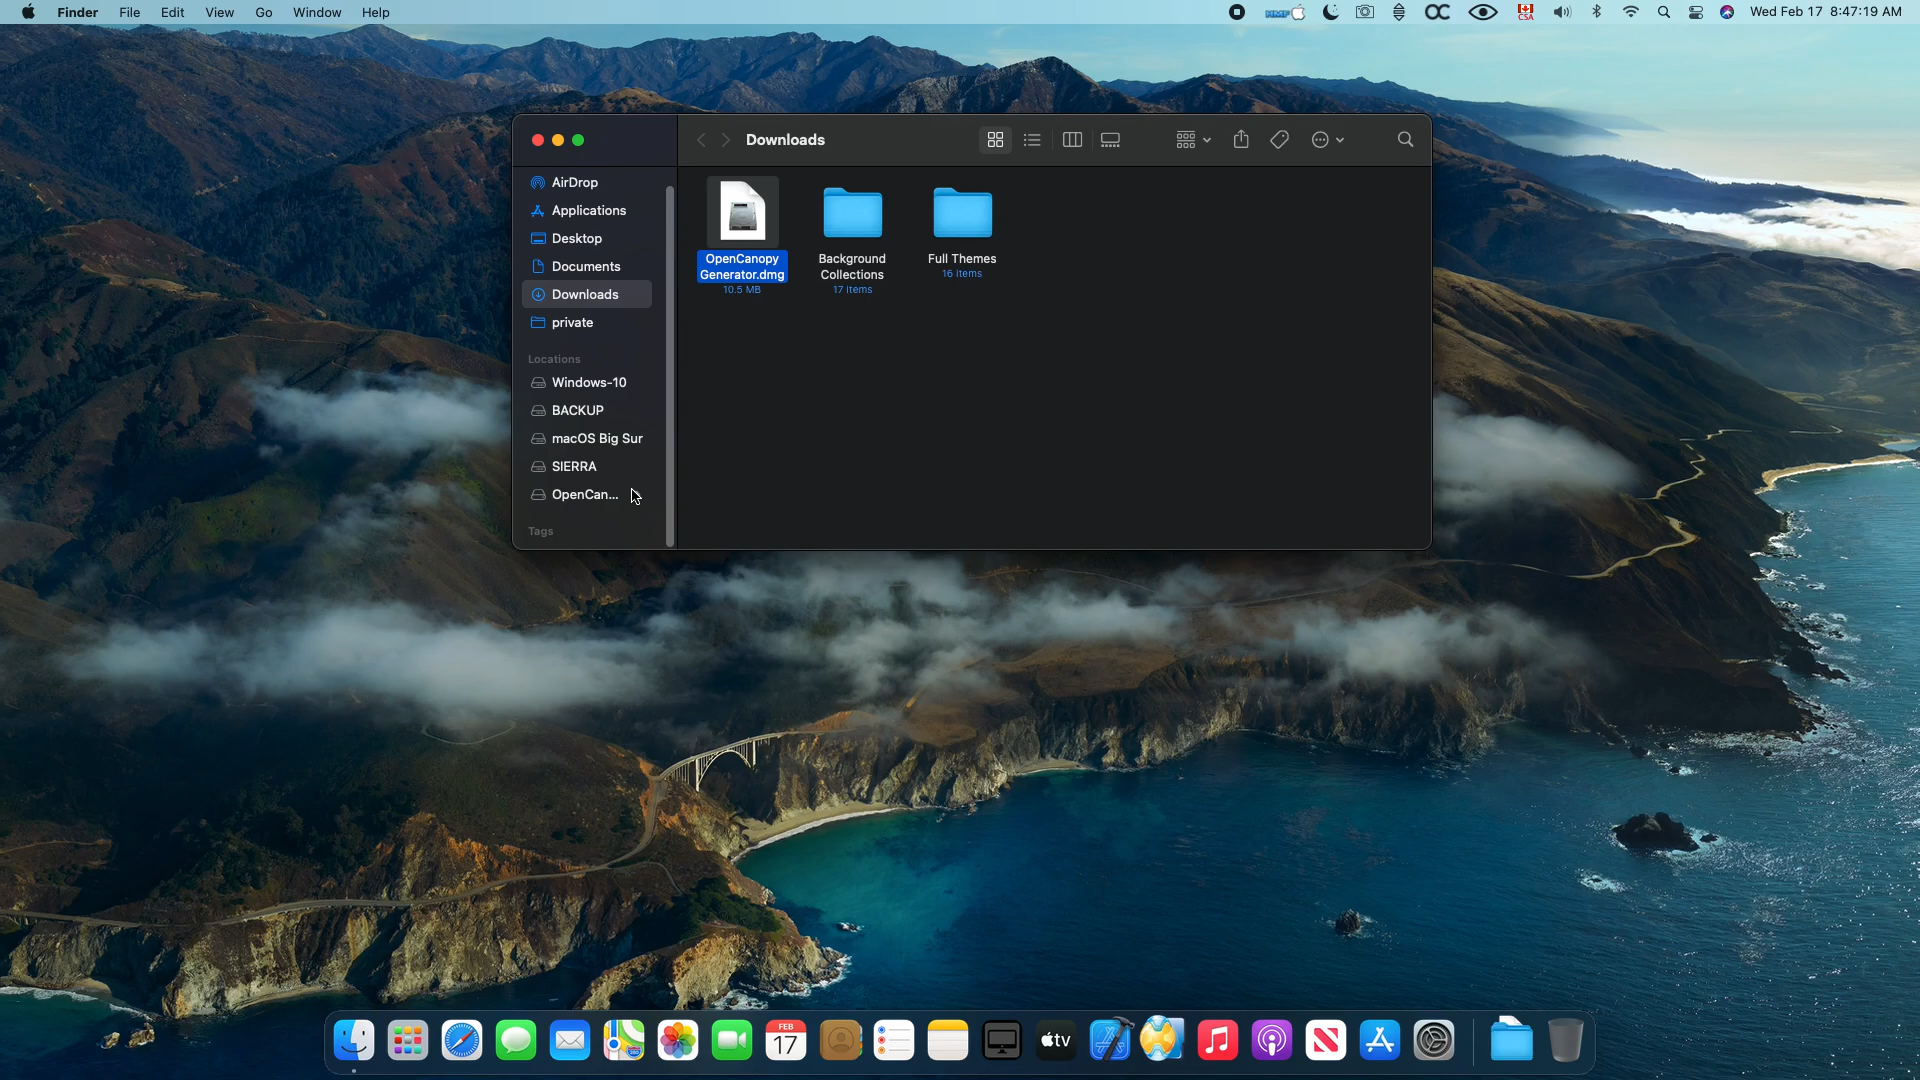 Finder File Edit View Go Window Help
HMF CSA Wed Feb 17 8:47:19 AM
Downloads
AirDrop
Applications
Desktop
Documents
Downloads
private
Locations
Windows-10
BACKUP
macOS Big Sur
SIERRA
OpenCan...
Tags
OpenCanopy
Generator.dmg
10.5 MB
Background
Collections
17 items
Full Themes
16 items
FEB
17
tv